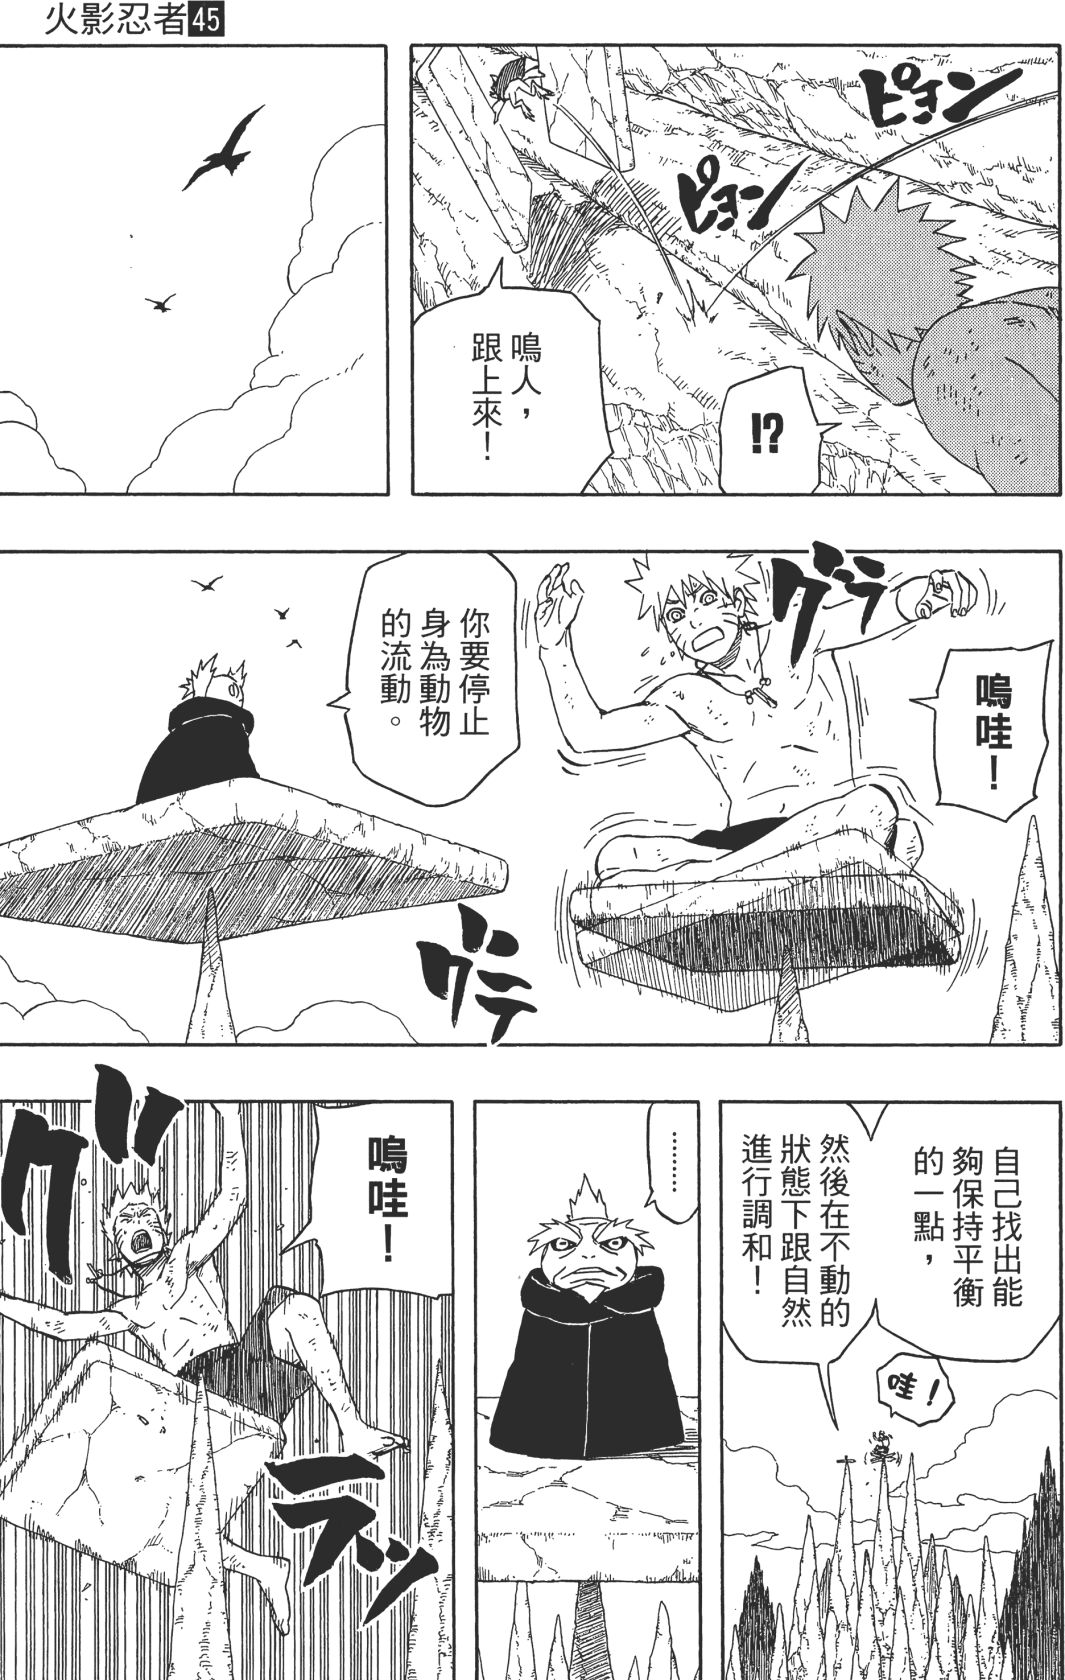 火影忍者45
ピョン
ピョン
鳴人，
跟上來！
!?
グラ
嗚哇！
你要停止
身為動物
的流動。
グラ
自己找出能
夠保持平衡
的一點，
然後在不動的
狀態下跟自然
進行調和！
哇！
………
嗚哇！
グラッ